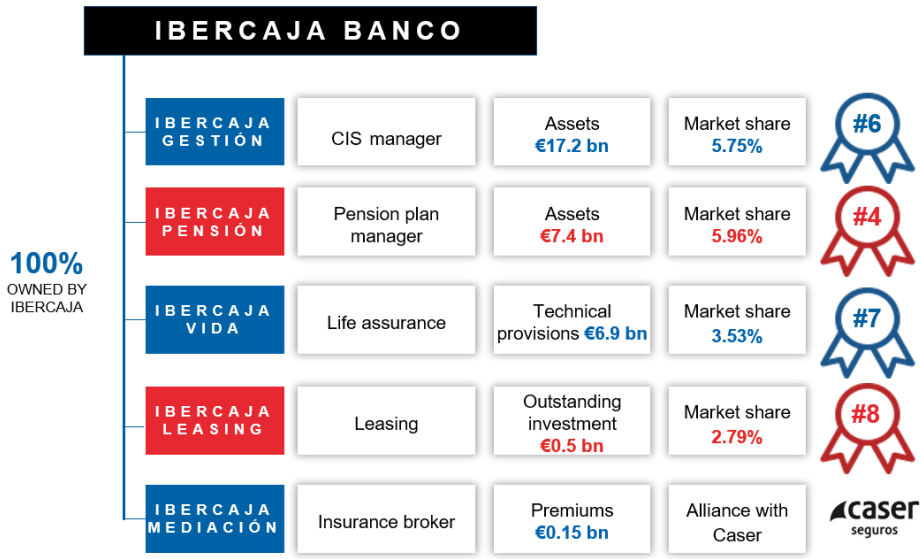 IBERCAJA BANCO
100%
OWNED BY
IBERCAJA
IBERCAJA
GESTIÓN
CIS manager
Assets
€17.2 bn
Market share
5.75%
#6
IBERCAJA
PENSIÓN
Pension plan
manager
Assets
€7.4 bn
Market share
5.96%
#4
IBERCAJA
VIDA
Life assurance
Technical
provisions €6.9 bn
Market share
3.53%
#7
IBERCAJA
LEASING
Leasing
Outstanding
investment
€0.5 bn
Market share
2.79%
#8
IBERCAJA
MEDIACIÓN
Insurance broker
Premiums
€0.15 bn
Alliance with
Caser
caser
seguros